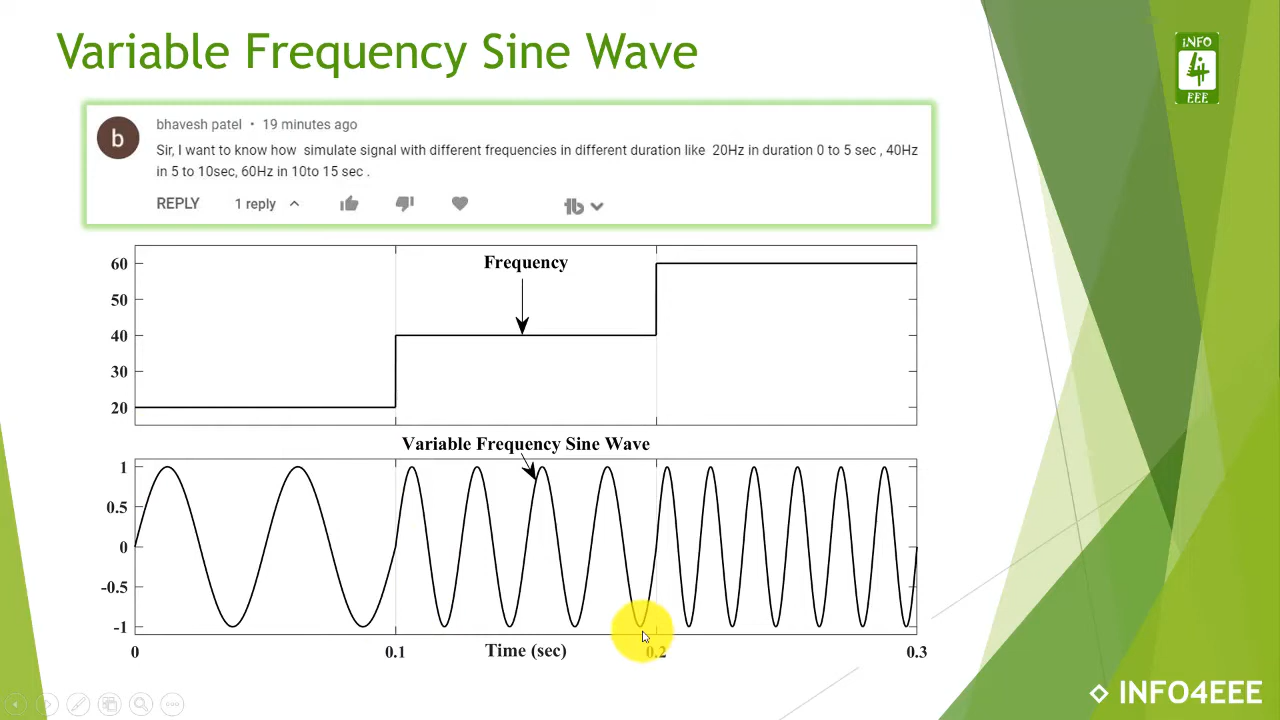 Variable Frequency Sine Wave
INFO
4
EEE
b
bhavesh patel • 19 minutes ago
Sir, I want to know how simulate signal with different frequencies in different duration like 20Hz in duration 0 to 5 sec , 40Hz
in 5 to 10sec, 60Hz in 10to 15 sec .
REPLY 1 reply
60
50
40
30
20
Frequency
Variable Frequency Sine Wave
1
0.5
0
-0.5
-1
0 0.1 Time (sec) 0.2 0.3
INFO4EEE